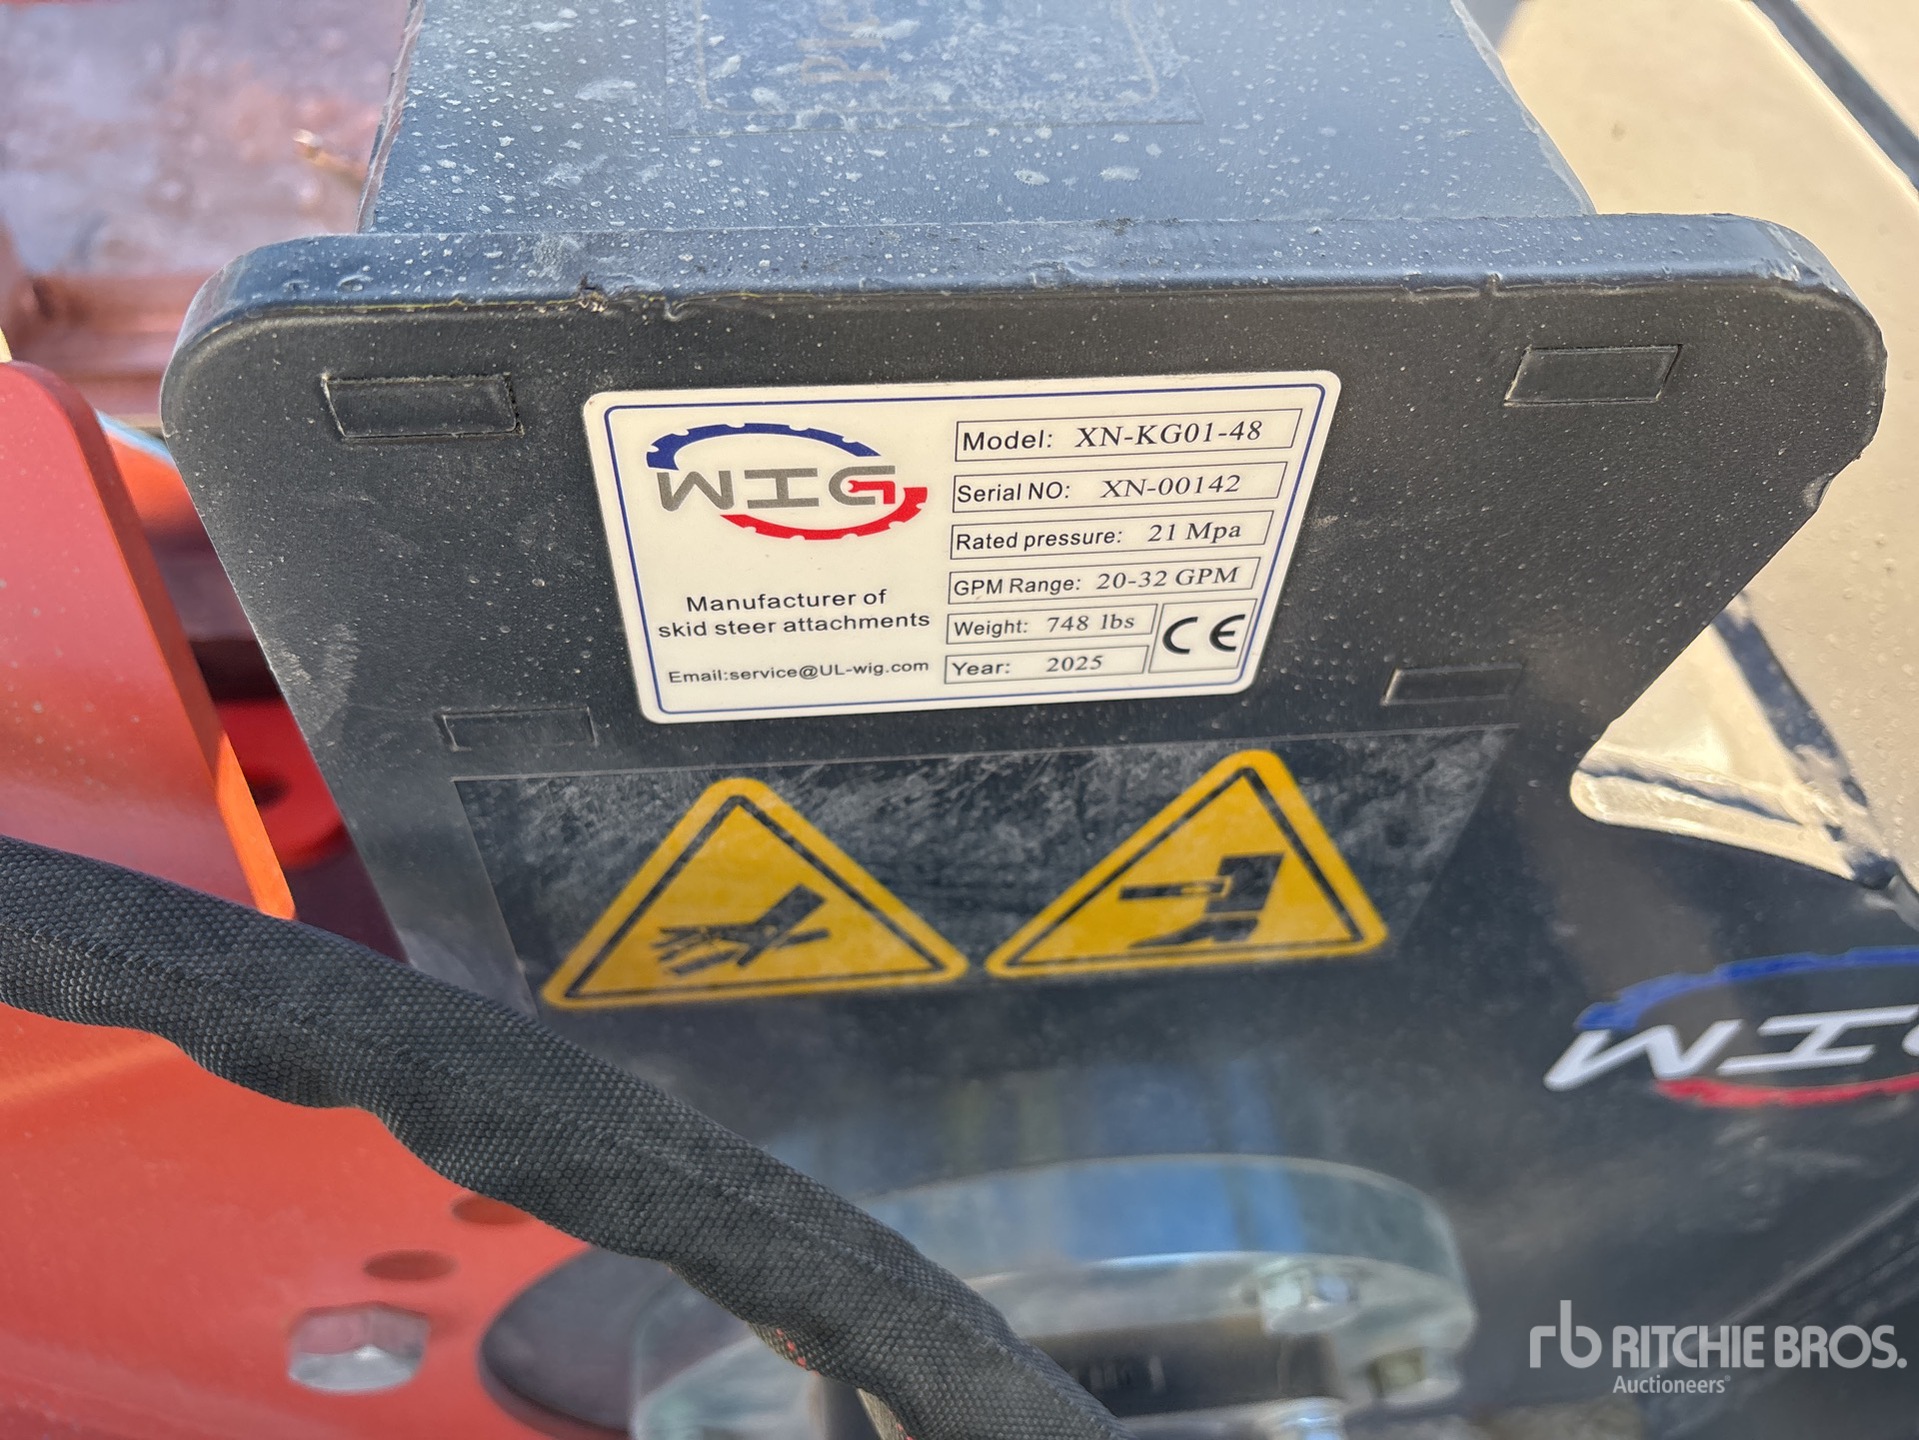 WIG
Manufacturer of
skid steer attachments
Email:service@UL-wig.com
Model: XN-KG01-48
Serial NO: XN-00142
Rated pressure: 21 Mpa
GPM Range: 20-32 GPM
Weight: 748 lbs
CE
Year: 2025
rb RITCHIE BROS.
Auctioneers